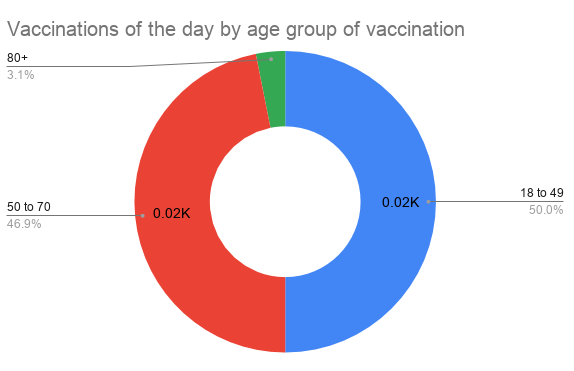 Vaccinations of the day by age group of vaccination
80+
3.1%
50 to 70
46.9%
0.02K
0.02K
18 to 49
50.0%